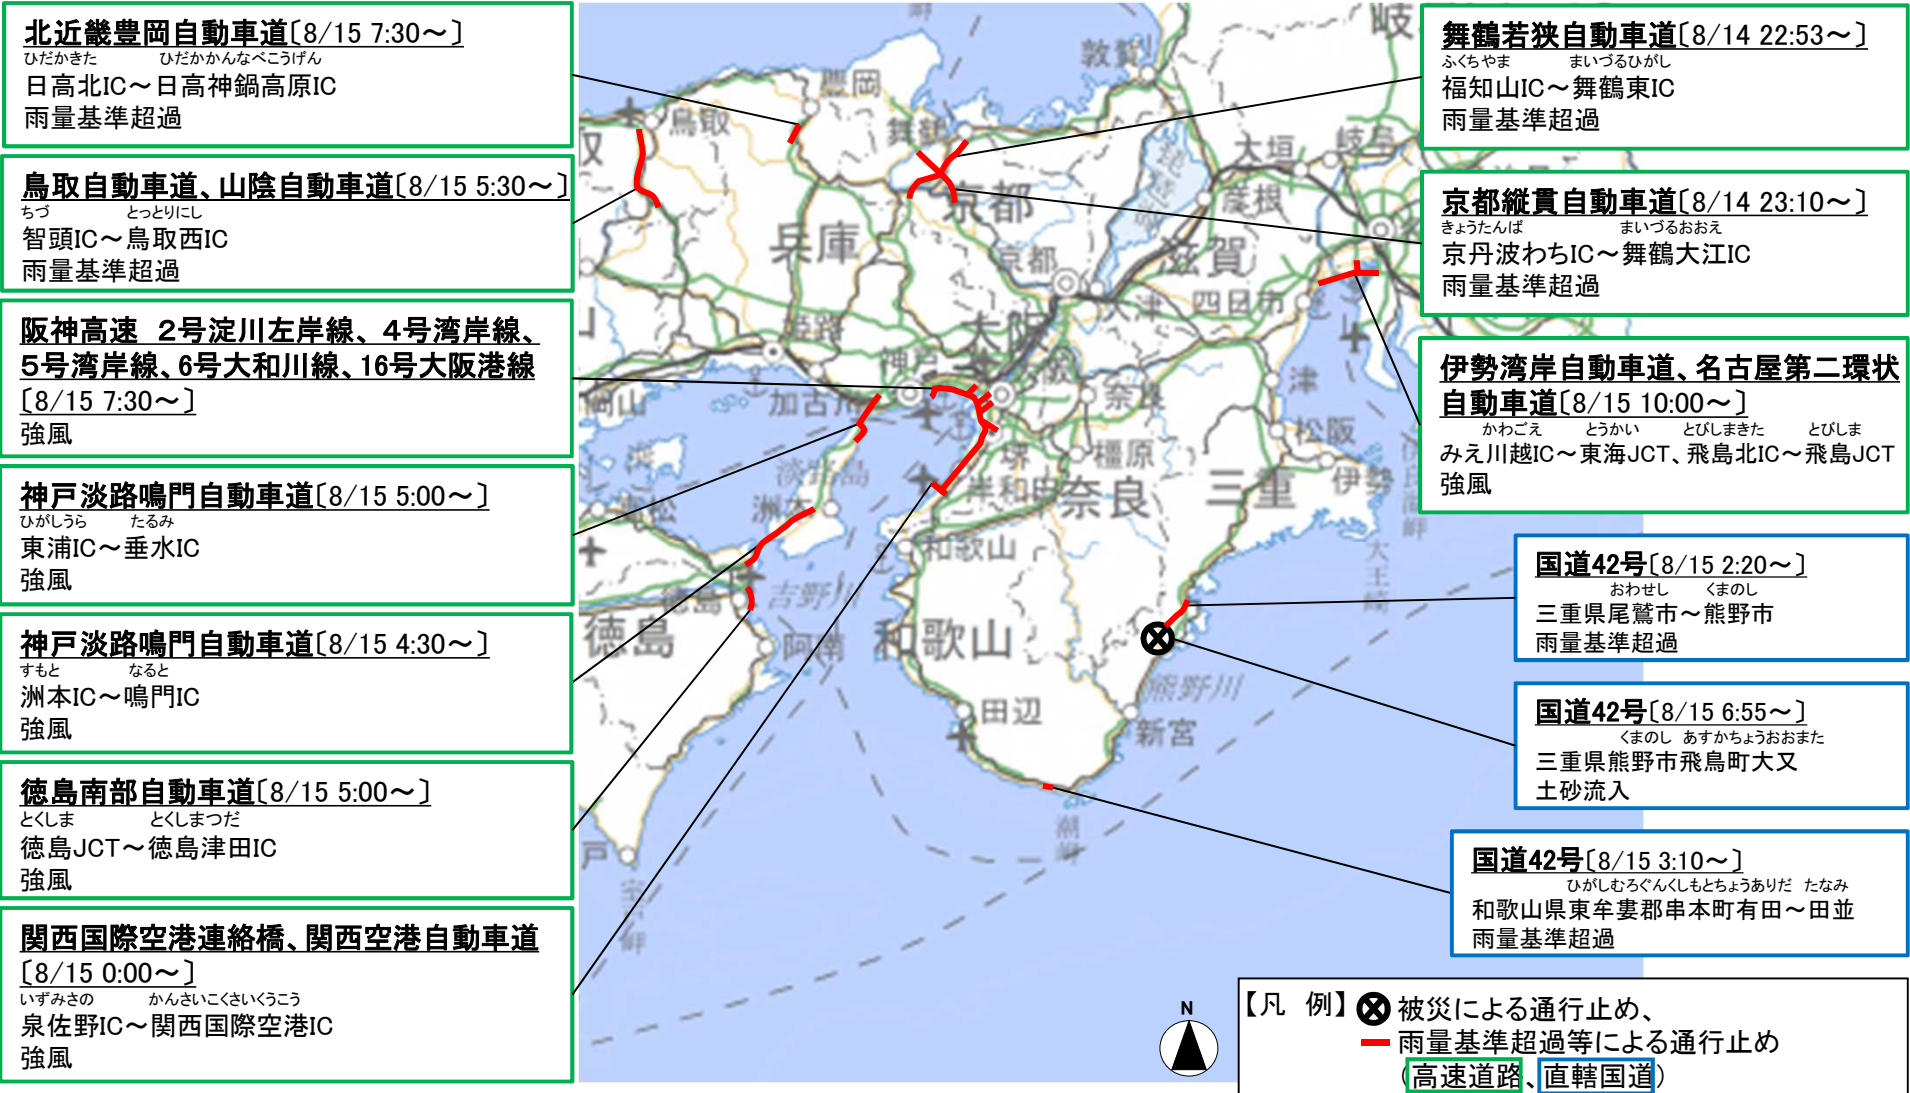 北近畿豊岡自動車道〔8/15 7:30～〕
ひだかきた ひだかかんなべこうげん
日高北IC～日高神鍋高原IC
雨量基準超過
鳥取自動車道、山陰自動車道〔8/15 5:30～〕
ちづ とっとりにし
智頭IC～鳥取西IC
雨量基準超過
阪神高速 2号淀川左岸線、4号湾岸線、
5号湾岸線、6号大和川線、16号大阪港線
〔8/15 7:30～〕
強風
神戸淡路鳴門自動車道〔8/15 5:00～〕
ひがしうら たるみ
東浦IC～垂水IC
強風
神戸淡路鳴門自動車道〔8/15 4:30～〕
すもと なると
洲本IC～鳴門IC
強風
徳島南部自動車道〔8/15 5:00～〕
とくしま とくしまつだ
徳島JCT～徳島津田IC
強風
関西国際空港連絡橋、関西空港自動車道
〔8/15 0:00～〕
いずみさの かんさいこくさいくうこう
泉佐野IC～関西国際空港IC
強風
舞鶴若狭自動車道〔8/14 22:53～〕
ふくちやま まいづるひがし
福知山IC～舞鶴東IC
雨量基準超過
京都縦貫自動車道〔8/14 23:10～〕
きょうたんば まいづるおおえ
京丹波わちIC～舞鶴大江IC
雨量基準超過
伊勢湾岸自動車道、名古屋第二環状
自動車道〔8/15 10:00～〕
かわごえ とうかい とびしまきた とびしま
みえ川越IC～東海JCT、飛島北IC～飛島JCT
強風
国道42号〔8/15 2:20～〕
おわせし くまのし
三重県尾鷲市～熊野市
雨量基準超過
国道42号〔8/15 6:55～〕
くまのし あすかちょうおおまた
三重県熊野市飛鳥町大又
土砂流入
国道42号〔8/15 3:10～〕
ひがしむろぐんくしもとちょうありだ たなみ
和歌山県東牟婁郡串本町有田～田並
雨量基準超過
敦賀
岐
豊岡
鳥取
取
舞鶴
大垣
岐阜
彦根
京都
兵庫
京都
滋賀
大津
四日市
姫路
大阪
神戸
加古川
奈良
津
岡山
松阪
淡路島
堺
橿原
岸和田
奈良
三重
伊勢
伊良湖岬
洲本
和歌山
大王崎
吉野川
徳島
徳島
阿南
和歌山
熊野川
田辺
新宮
潮岬
戸
室戸岬
N
【凡 例】 被災による通行止め、
雨量基準超過等による通行止め
(高速道路、直轄国道)